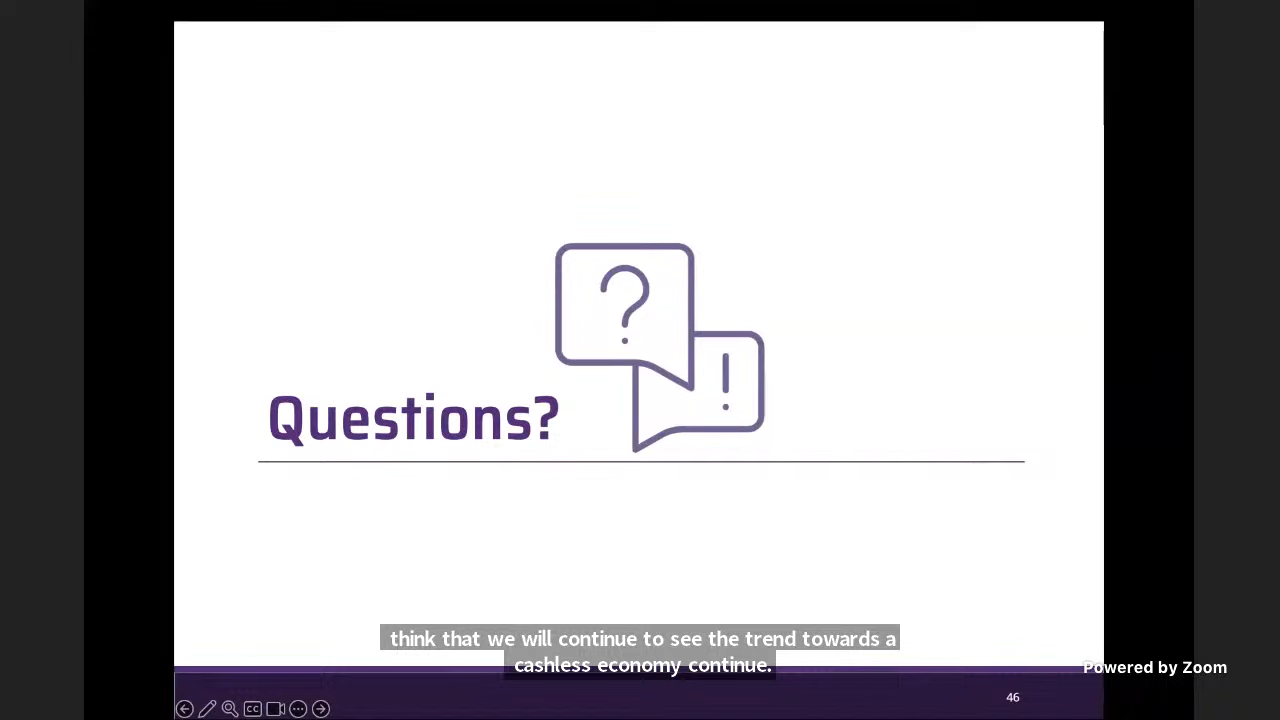 Questions?
think that we will continue to see the trend towards a
cashless economy continue.
Powered by Zoom
46